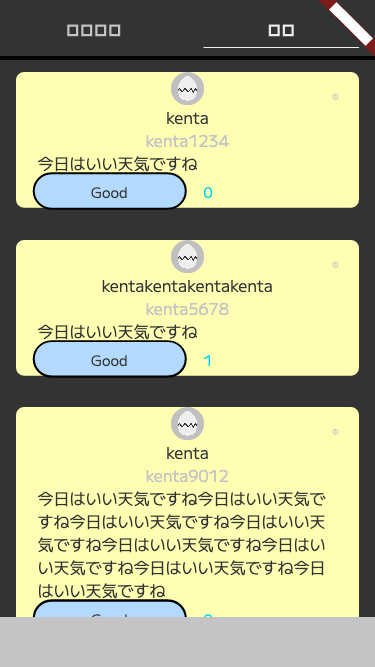 kenta
kenta1234
今日はいい天気ですね
Good
0
kentakentakentakenta
kenta5678
今日はいい天気ですね
Good
1
kenta
kenta9012
今日はいい天気ですね今日はいい天気で
すね今日はいい天気ですね今日はいい天
気ですね今日はいい天気ですね今日はい
い天気ですね今日はいい天気ですね今日
はいい天気ですね